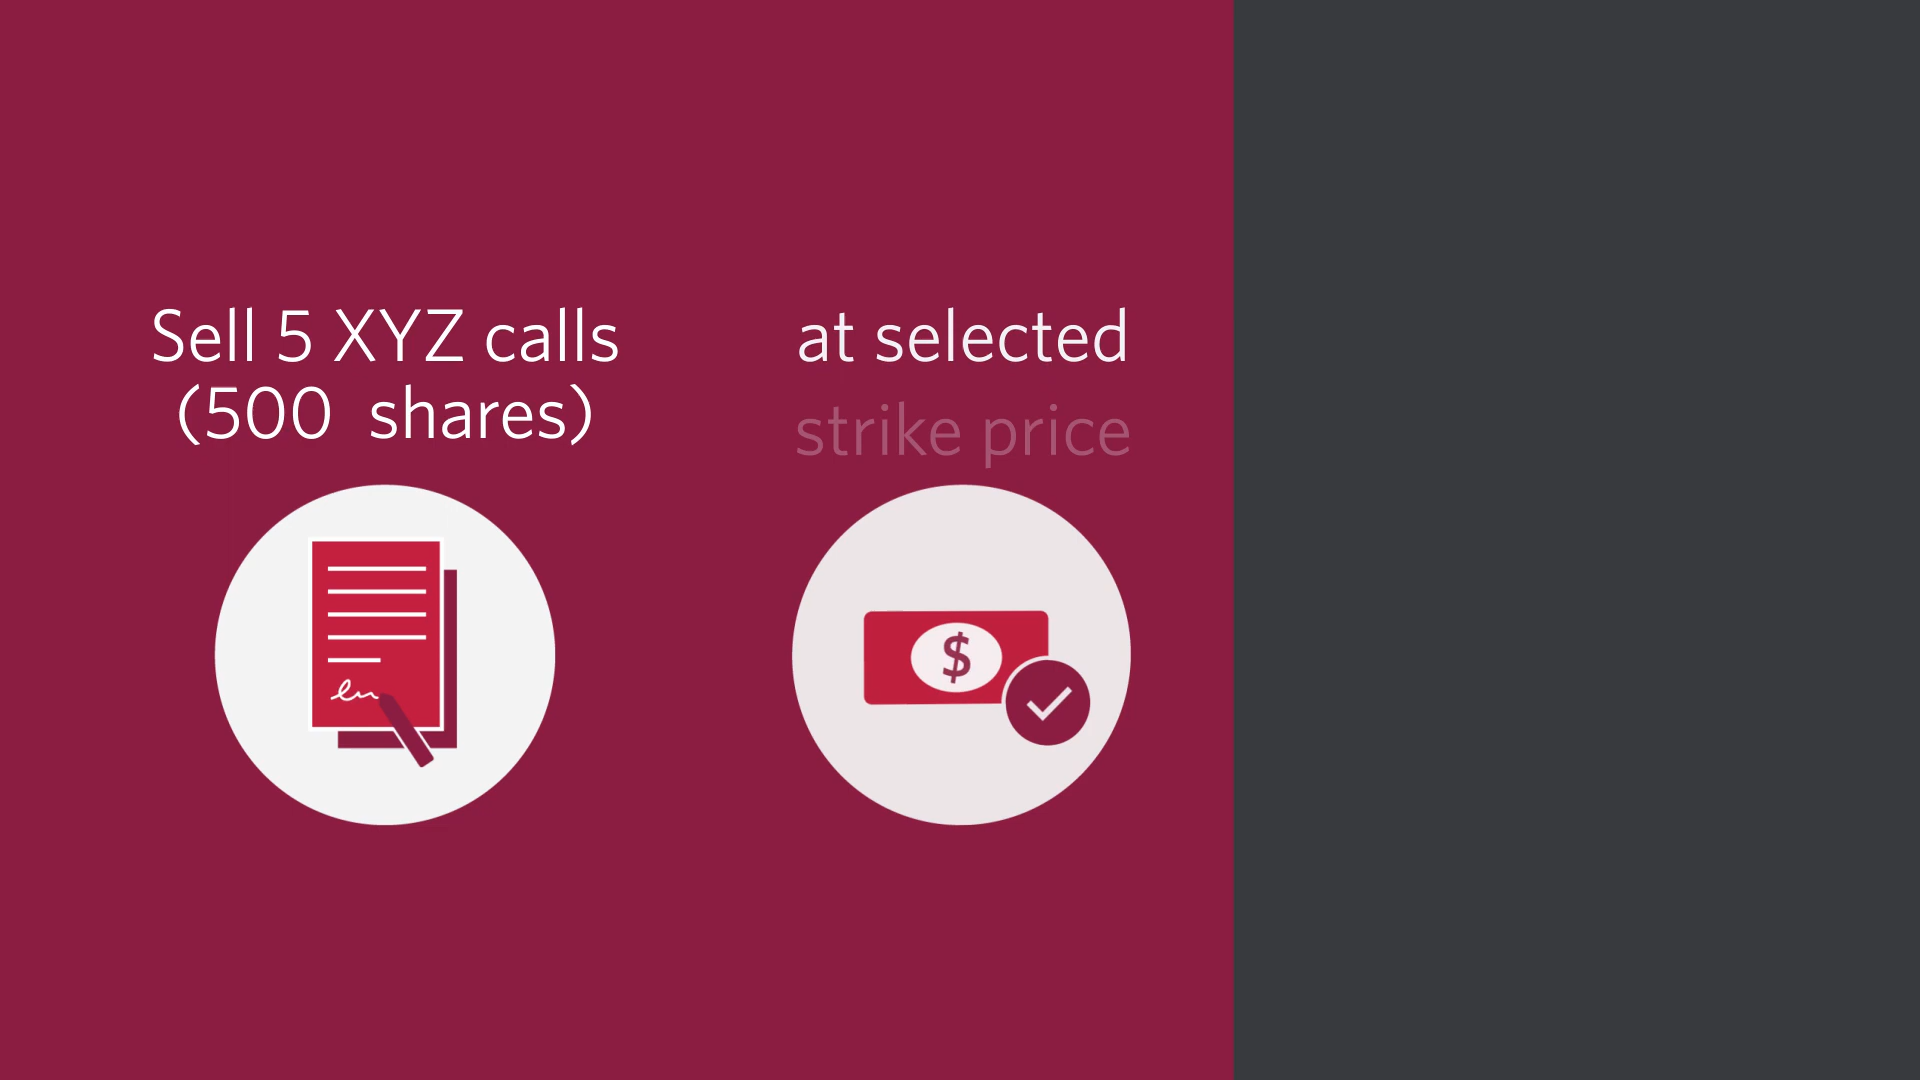 Sell 5 XYZ calls
(500 shares)
at selected
strike price
$